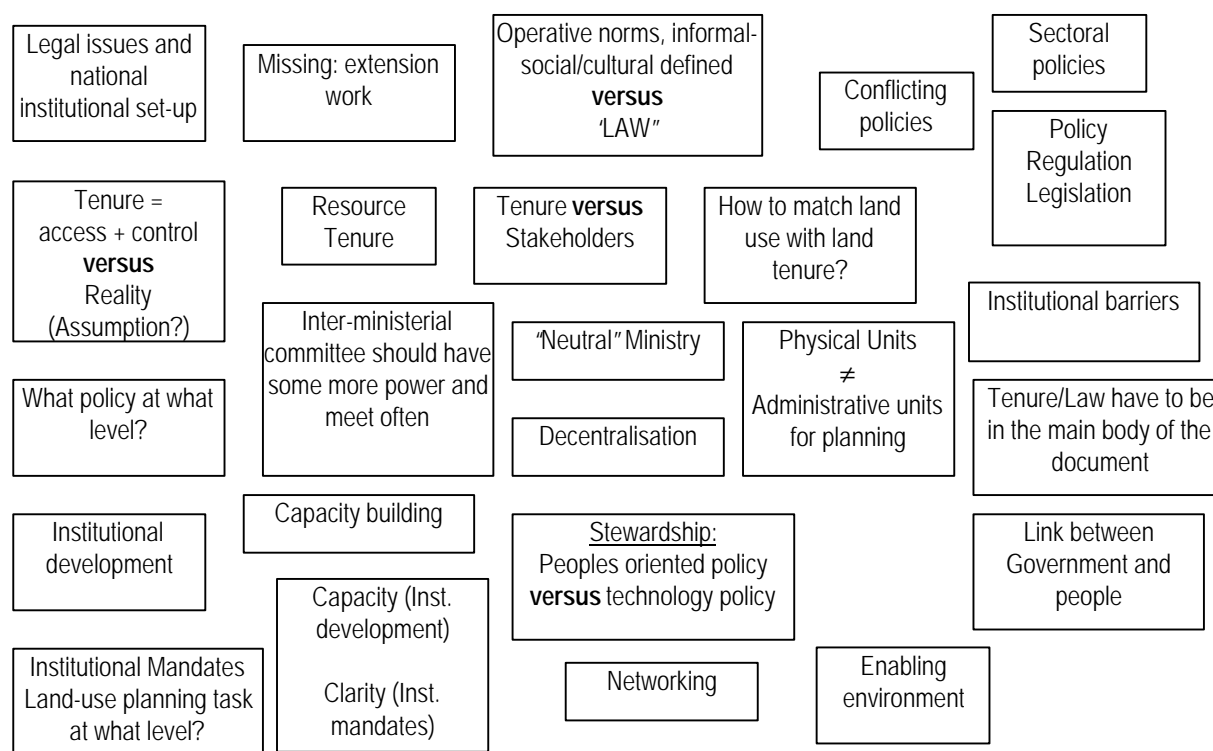 Legal issues and
national
institutional set-up
Missing: extension
work
Operative norms, informal-
social/cultural defined
versus
‘LAW”
Conflicting
policies
Sectoral
policies
Policy
Regulation
Legislation
Tenure =
access + control
versus
Reality
(Assumption?)
Resource
Tenure
Tenure versus
Stakeholders
How to match land
use with land
tenure?
Institutional barriers
Inter-ministerial
committee should have
some more power and
meet often
“Neutral” Ministry
Physical Units
≠
Administrative units
for planning
What policy at what
level?
Decentralisation
Tenure/Law have to be
in the main body of the
document
Capacity building
Institutional
development
Stewardship:
Peoples oriented policy
versus technology policy
Link between
Government and
people
Capacity (Inst.
development)
Clarity (Inst.
mandates)
Institutional Mandates
Land-use planning task
at what level?
Networking
Enabling
environment